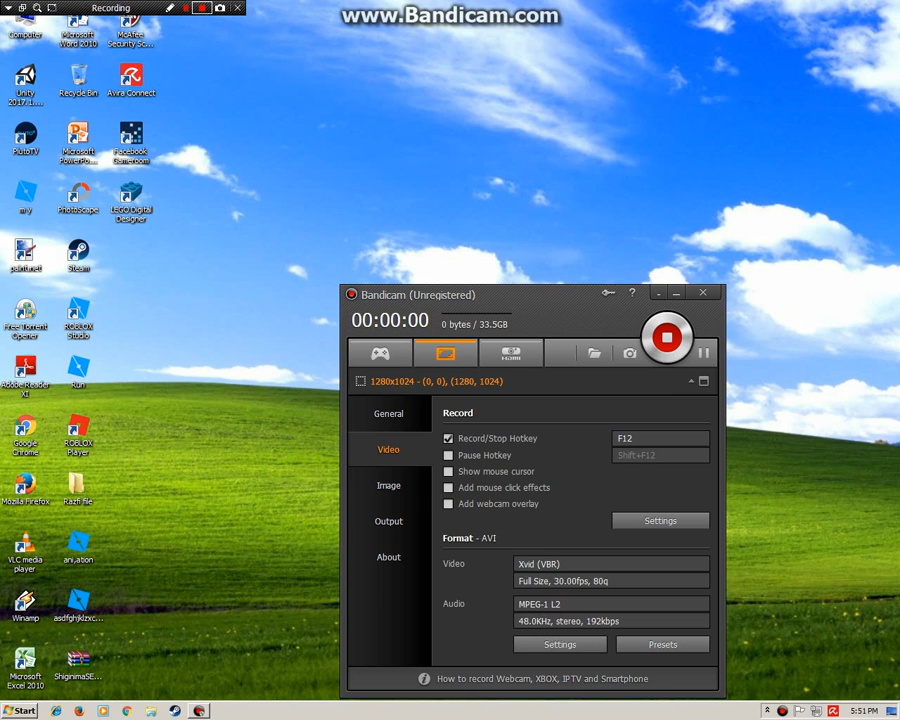 Recording
www.Bandicam.com
Computer
Microsoft
Word 2010
McAfee
Security Sc...
Unity
2017.1....
Recycle Bin
Avira Connect
PlutoTV
Microsoft
PowerPo...
Facebook
Gameroom
m y
PhotoScape
LEGO Digital
Designer
paint.net
Steam
Free Torrent
Opener
ROBLOX
Studio
Adobe Reader
XI
Run
Google
Chrome
ROBLOX
Player
Mozilla Firefox
Razfi file
VLC media
player
ani,ation
Winamp
asdfghjklzxc...
Microsoft
Excel 2010
ShiginimaSE...
Bandicam (Unregistered)
?
00:00:00
0 bytes / 33.5GB
HDMI
1280x1024 - (0, 0), (1280, 1024)
General
Video
Image
Output
About
Record
Record/Stop Hotkey
F12
Pause Hotkey
Shift+F12
Show mouse cursor
Add mouse click effects
Add webcam overlay
Settings
Format - AVI
Video
Xvid (VBR)
Full Size, 30.00fps, 80q
Audio
MPEG-1 L2
48.0KHz, stereo, 192kbps
Settings
Presets
How to record Webcam, XBOX, IPTV and Smartphone
Start
5:51 PM